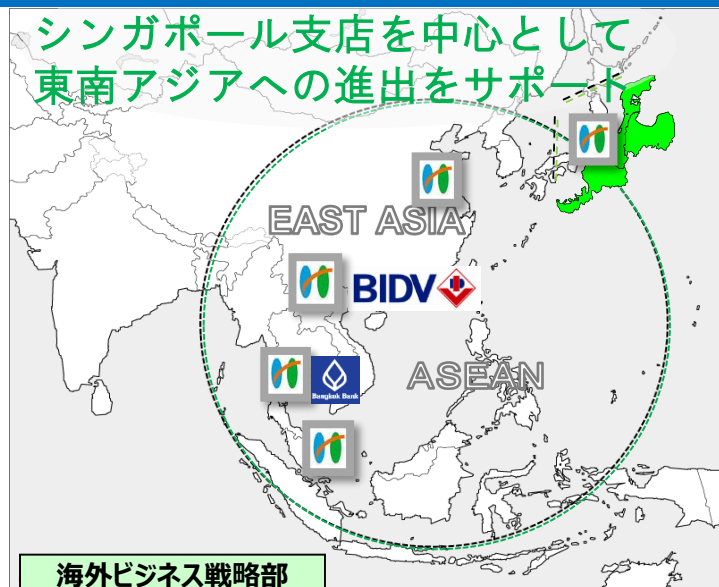 シンガポール支店を中心として
東南アジアへの進出をサポート
EAST ASIA
BIDV
Bangkok Bank
ASEAN
海外ビジネス戦略部